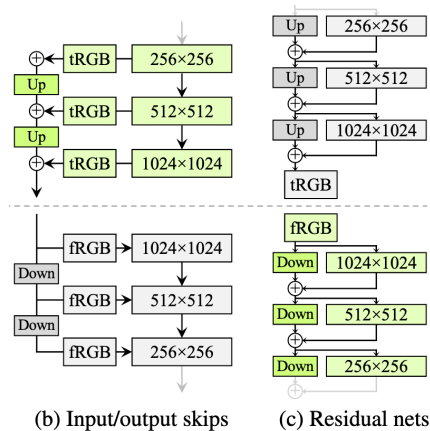 tRGB 256×256
Up
tRGB 512×512
Up
tRGB 1024×1024
Up 256×256
Up 512×512
Up 1024×1024
tRGB
fRGB 1024×1024
Down
fRGB 512×512
Down
fRGB 256×256
fRGB
Down 1024×1024
Down 512×512
Down 256×256
(b) Input/output skips
(c) Residual nets